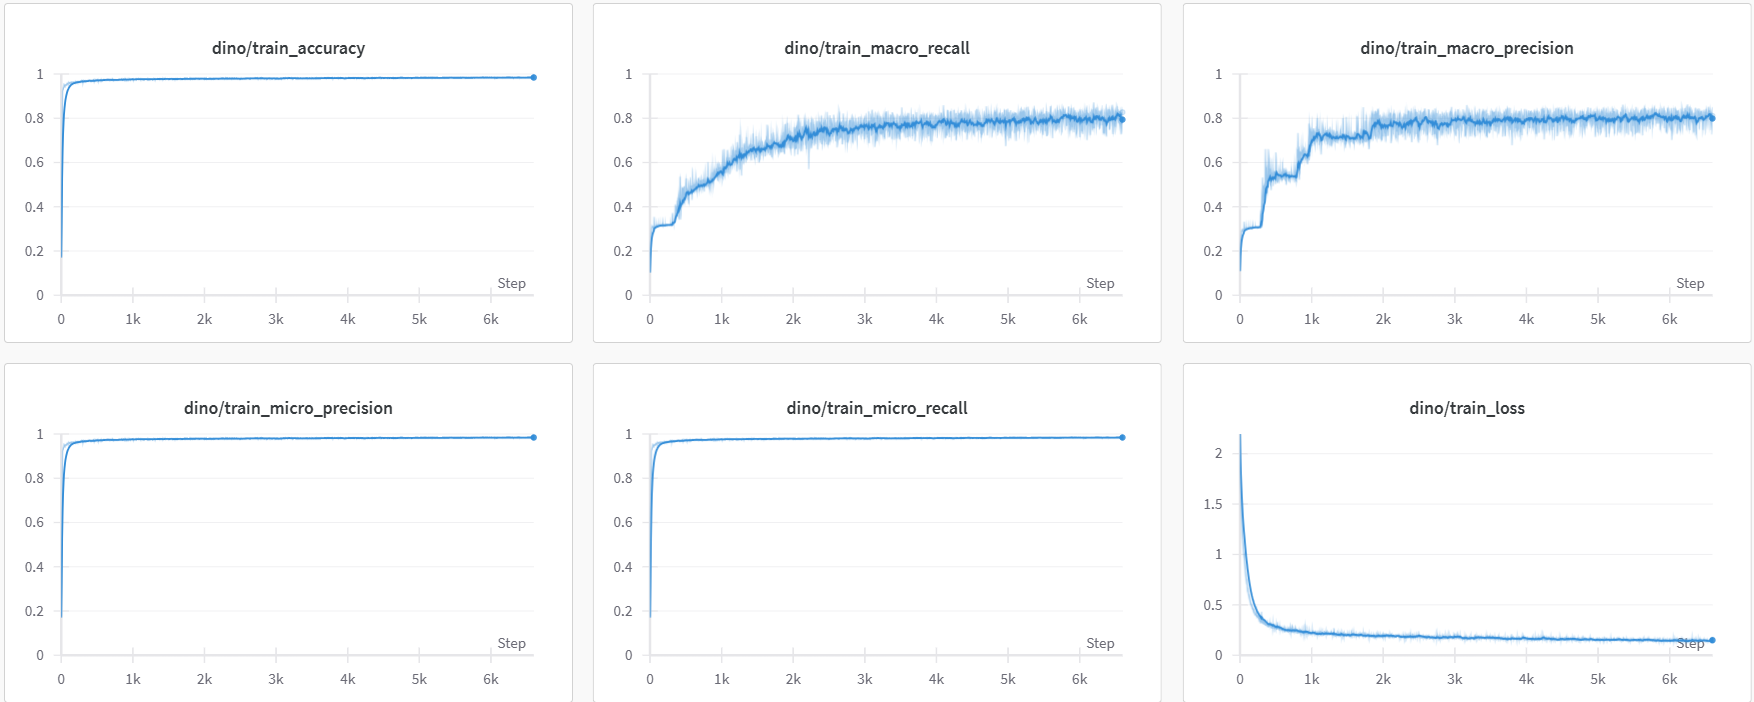 dino/train_accuracy
1
0.8
0.6
0.4
0.2
0
Step
0 1k 2k 3k 4k 5k 6k
dino/train_macro_recall
1
0.8
0.6
0.4
0.2
0
Step
0 1k 2k 3k 4k 5k 6k
dino/train_macro_precision
1
0.8
0.6
0.4
0.2
0
Step
0 1k 2k 3k 4k 5k 6k
dino/train_micro_precision
1
0.8
0.6
0.4
0.2
0
Step
0 1k 2k 3k 4k 5k 6k
dino/train_micro_recall
1
0.8
0.6
0.4
0.2
0
Step
0 1k 2k 3k 4k 5k 6k
dino/train_loss
2
1.5
1
0.5
0
Step
0 1k 2k 3k 4k 5k 6k